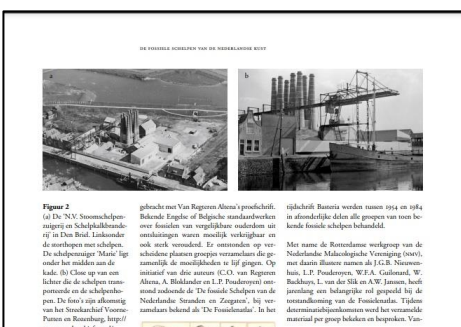 DE FOSSIELE SCHELPEN VAN DE NEDERLANDSE KUST
a
b
Figuur 2
(a) De ‘N.V. Stoomschelpen-
zuigerij en Schelpkalkbrande-
rij’ in Den Briel. Linksonder
de storthopen met schelpen.
De schelpenzuiger ‘Marie’ ligt
onder het midden aan de
kade. (b) Close up van een
lichter die de schelpen trans-
porteerde en de schelpenho-
pen. De foto’s zijn afkomstig
van het Streekarchief Voorne-
Putten en Rozenburg, http://
gebracht met Van Regteren Altena’s proefschrift.
Bekende Engelse of Belgische standaardwerken
over fossielen van vergelijkbare ouderdom uit
ontsluitingen waren moeilijk verkrijgbaar en
ook sterk verouderd. Er ontstonden op ver-
scheidene plaatsen groepjes verzamelaars die ge-
zamenlijk de moeilijkheden te lijf gingen. Op
initiatief van drie auteurs (C.O. van Regteren
Altena, A. Bloklander en L.P. Pouderoyen) ont-
stond zodoende ‘De fossiele Schelpen van de
Nederlandse Stranden en Zeegaten’, bij ver-
zamelaars bekend als ‘De Fossielenatlas’. In het
tijdschrift Basteria werden tussen 1954 en 1984
in afzonderlijke delen alle groepen van toen be-
kende fossiele schelpen behandeld.
Met name de Rotterdamse werkgroep van de
Nederlandse Malacologische Vereniging (NMV),
met daarin illustere namen als J.G.B. Nieuwen-
huis, L.P. Pouderoyen, W.F.A. Guilonard, W.
Backhuys, L. van der Slik en A.W. Janssen, heeft
jarenlang een belangrijke rol gespeeld bij de
totstandkoming van de Fossielenatlas. Tijdens
determinatiebijeenkomsten werd het verzamelde
materiaal per groep bekeken en besproken. Van-